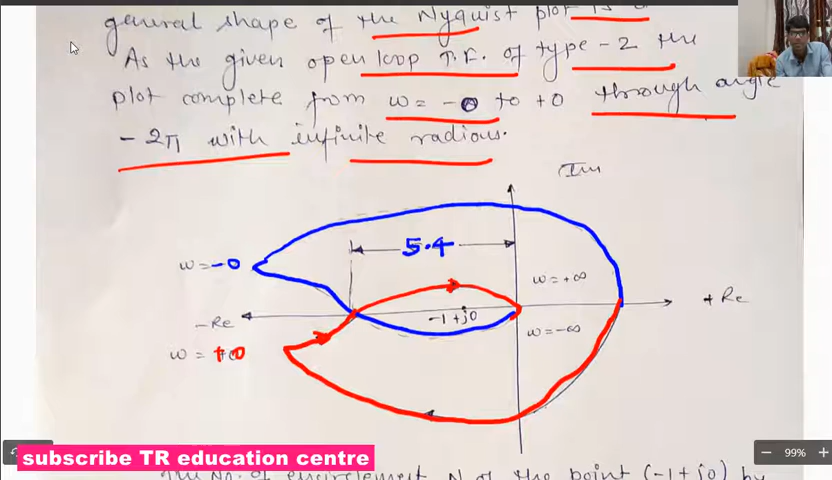 general shape of the Nyquist plot is
As the given open loop T.F. of type-2 the
plot complete from ω = -0 to +0 through angle
-2π with infinite radious.
Im
5.4
ω = -0
ω = +∞
+Re
-Re
-1+j0
ω = -∞
ω = +0
99%
subscribe TR education centre
The No. of encirclement N of the point (-1+j0) by